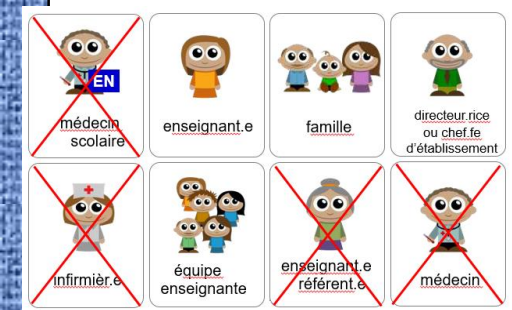 EN
médecin
scolaire
enseignant.e
famille
directeur.rice
ou chef.fe
d'établissement
infirmièr.e
équipe
enseignante
enseignant.e
référent.e
médecin